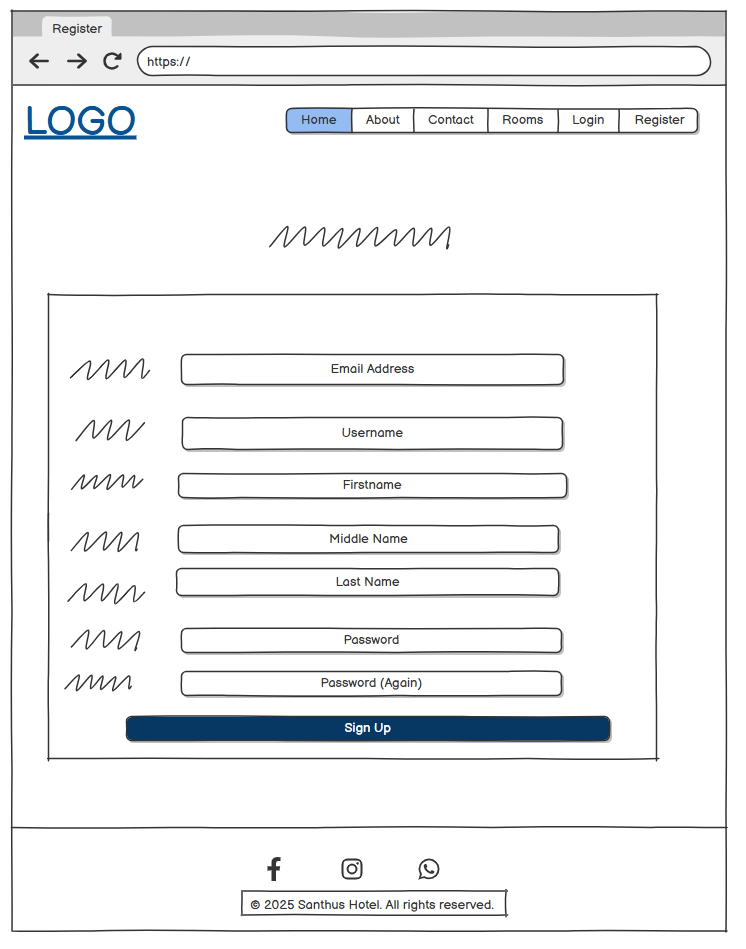 Register
https://
LOGO
Home About Contact Rooms Login Register
Email Address
Username
Firstname
Middle Name
Last Name
Password
Password (Again)
Sign Up
© 2025 Santhus Hotel. All rights reserved.